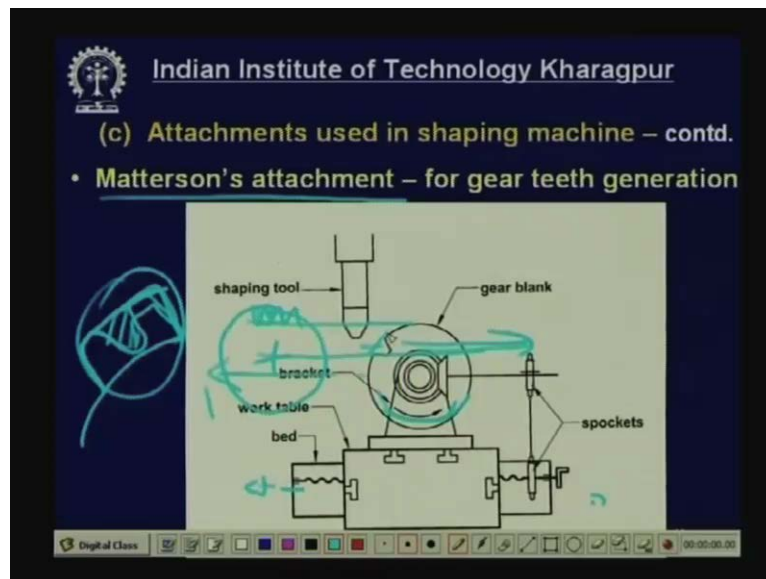 Indian Institute of Technology Kharagpur
(c) Attachments used in shaping machine – contd.
• Matterson's attachment – for gear teeth generation
shaping tool
gear blank
bracket
work table
bed
spockets
Digital Class
00:00:00.00